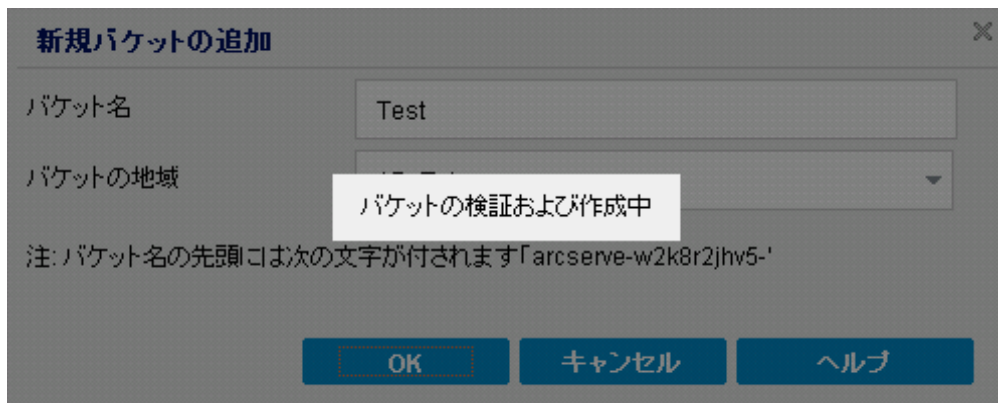 新規バケットの追加
バケット名
Test
バケットの地域
バケットの検証および作成中
注: バケット名の先頭には次の文字が付されます「arcserve-w2k8r2jhv5-'
OK
キャンセル
ヘルプ